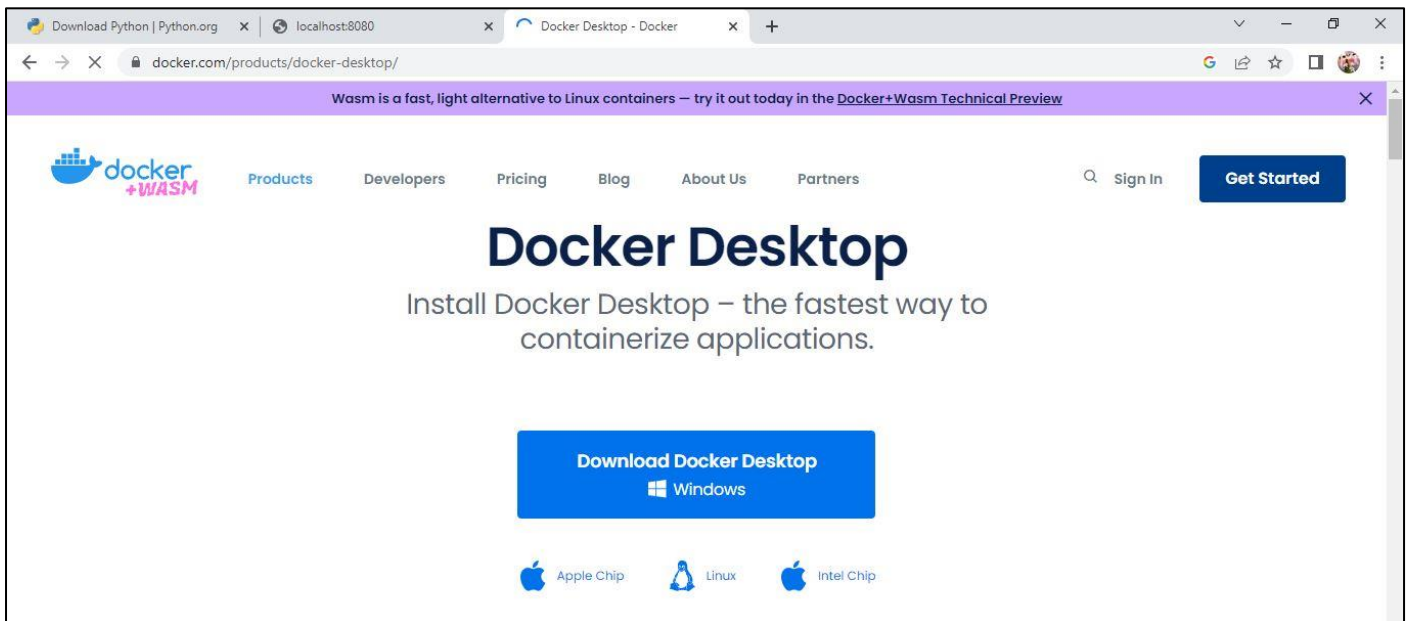 Download Python | Python.org
localhost:8080
Docker Desktop - Docker
docker.com/products/docker-desktop/
Wasm is a fast, light alternative to Linux containers — try it out today in the Docker+Wasm Technical Preview
docker
+WASM
Products Developers Pricing Blog About Us Partners Sign In Get Started
Docker Desktop
Install Docker Desktop – the fastest way to
containerize applications.
Download Docker Desktop
Windows
Apple Chip Linux Intel Chip